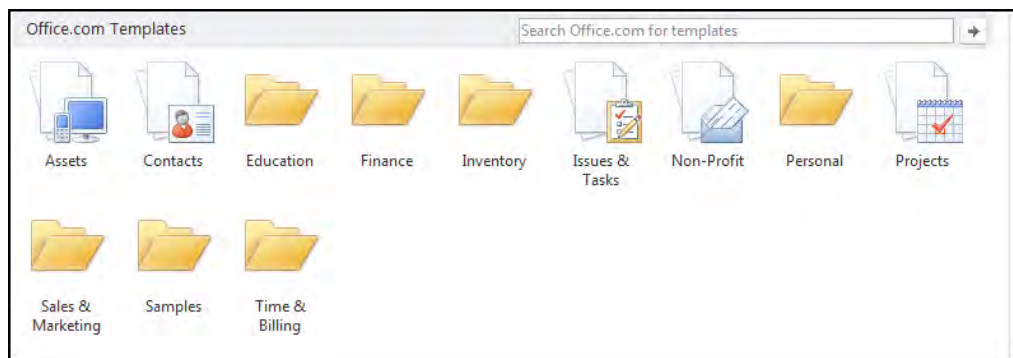 Office.com Templates
Search Office.com for templates
Assets
Contacts
Education
Finance
Inventory
Issues &
Tasks
Non-Profit
Personal
Projects
Sales &
Marketing
Samples
Time &
Billing